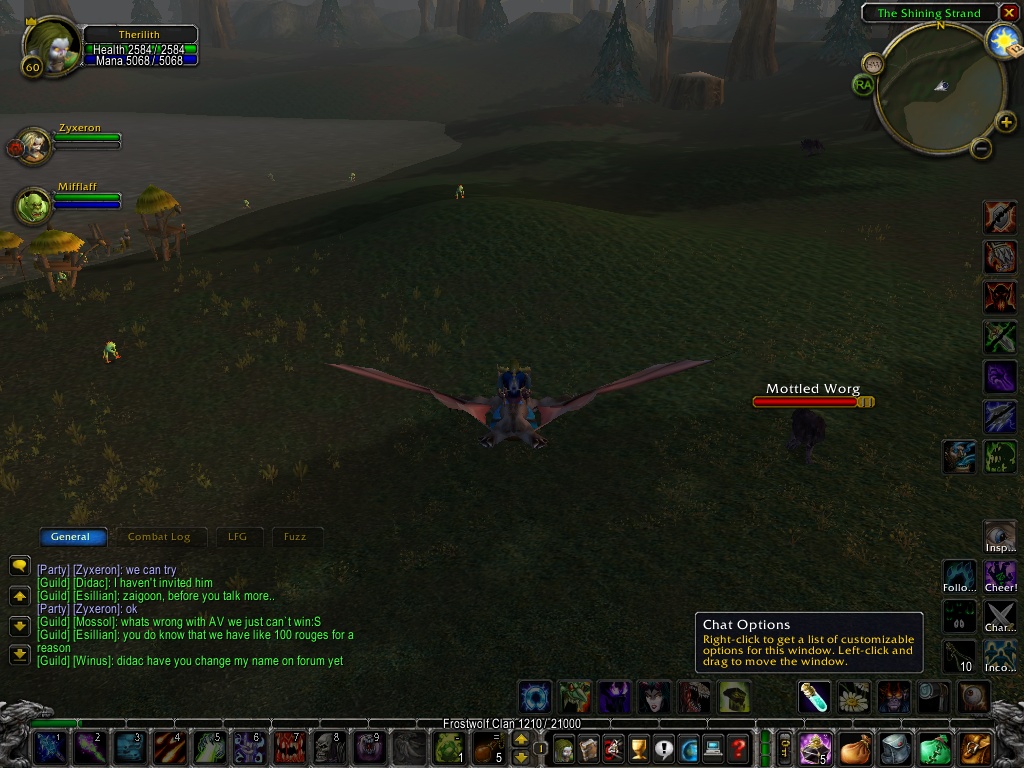 Therilith
Health 2584 / 2584
Mana 5068 / 5068
60
The Shining Strand
N
RA
Zyxeron
Mifflaff
Mottled Worg
General
Combat Log
LFG
Fuzz
[Party] [Zyxeron]: we can try
[Guild] [Didac]: I haven't invited him
[Guild] [Esillian]: zaigoon, before you talk more..
[Party] [Zyxeron]: ok
[Guild] [Mossol]: whats wrong with AV we just can`t win:S
[Guild] [Esillian]: you do know that we have like 100 rouges for a
reason
[Guild] [Winus]: didac have you change my name on forum yet
Chat Options
Right-click to get a list of customizable
options for this window. Left-click and
drag to move the window.
Insp...
Follo...
Cheer!
Char...
10
Inco...
Frostwolf Clan 1210 / 21000
1
2
3
4
5
6
7
8
9
-
1
=
5
1
5